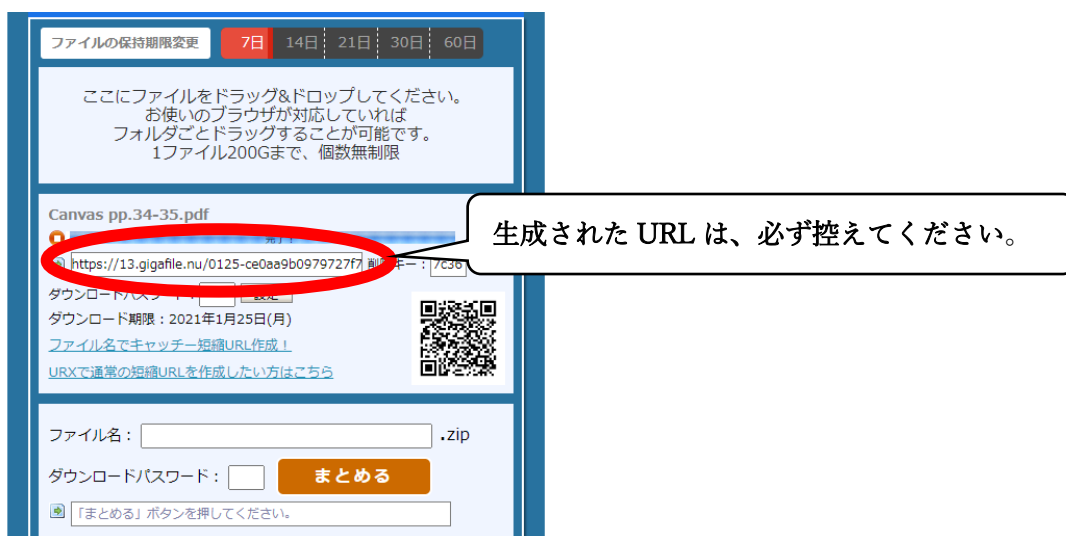 ファイルの保持期限変更 7日 14日 21日 30日 60日
ここにファイルをドラッグ&ドロップしてください。
お使いのブラウザが対応していれば
フォルダごとドラッグすることが可能です。
1ファイル200Gまで、個数無制限
Canvas pp.34-35.pdf
完了!
生成された URL は、必ず控えてください。
https://13.gigafile.nu/0125-ce0aa9b0979727f7 削除キー: 7c36
ダウンロードパスワード: 設定
ダウンロード期限:2021年1月25日(月)
ファイル名でキャッチー短縮URL作成!
URXで通常の短縮URLを作成したい方はこちら
ファイル名: .zip
ダウンロードパスワード: まとめる
「まとめる」ボタンを押してください。